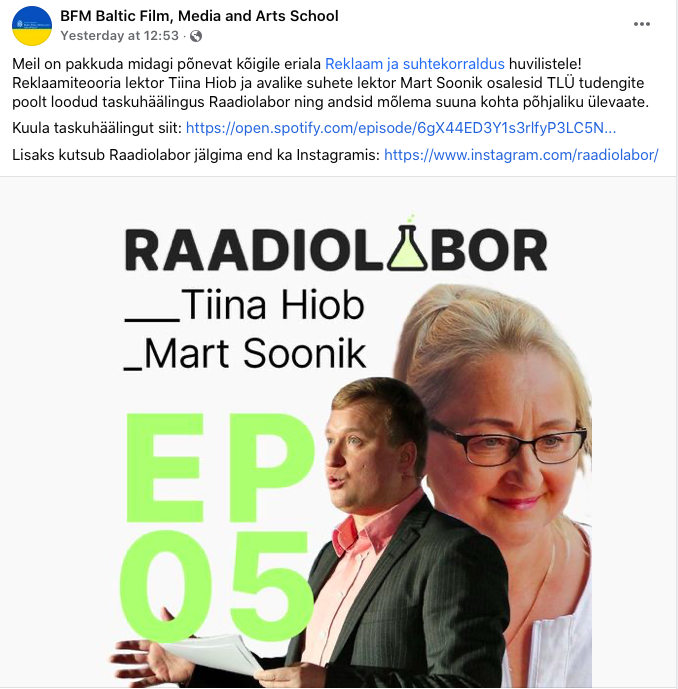 BFM Baltic Film, Media and Arts School
Yesterday at 12:53 ·
Meil on pakkuda midagi põnevat kõigile eriala Reklaam ja suhtekorraldus huvilistele!
Reklaamiteooria lektor Tiina Hiob ja avalike suhete lektor Mart Soonik osalesid TLÜ tudengite
poolt loodud taskuhäälingus Raadiolabor ning andsid mõlema suuna kohta põhjaliku ülevaate.
Kuula taskuhäälingut siit: https://open.spotify.com/episode/6gX44ED3Y1s3rlfyP3LC5N...
Lisaks kutsub Raadiolabor jälgima end ka Instagramis: https://www.instagram.com/raadiolabor/
RAADIOLABOR
___Tiina Hiob
_Mart Soonik
EP
05